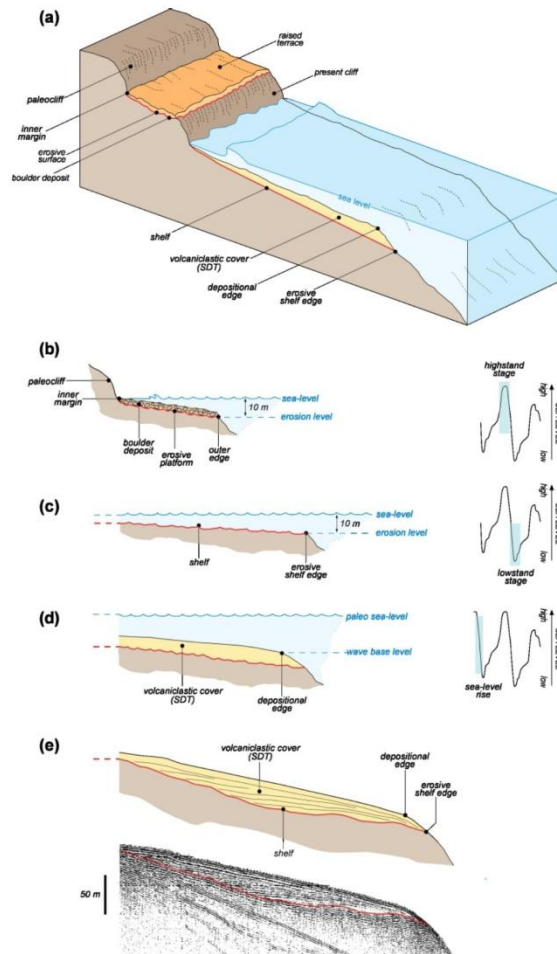 (a)
raised
terrace
paleocliff
present cliff
inner
margin
erosive
surface
boulder deposit
sea level
shelf
volcaniclastic cover
(SDT)
depositional
edge
erosive
shelf edge
(b)
paleocliff
inner
margin
sea-level
10 m
erosion level
boulder
deposit
erosive
platform
outer
edge
highstand
stage
high
low
(c)
sea-level
10 m
erosion level
shelf
erosive
shelf edge
high
low
lowstand
stage
(d)
paleo sea-level
wave base level
volcaniclastic cover
(SDT)
depositional
edge
high
low
sea-level
rise
(e)
volcaniclastic cover
(SDT)
depositional
edge
erosive
shelf edge
shelf
50 m